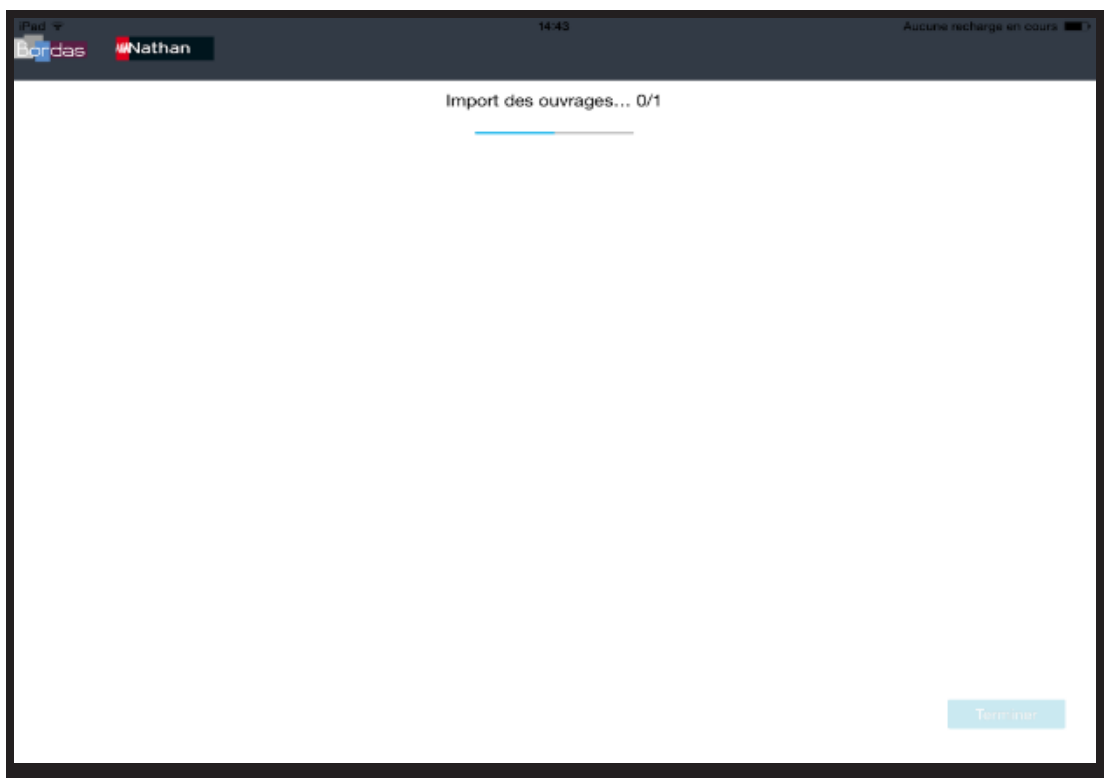 iPad 14:43 Aucune recharge en cours
Bordas Nathan
Import des ouvrages... 0/1
Terminer